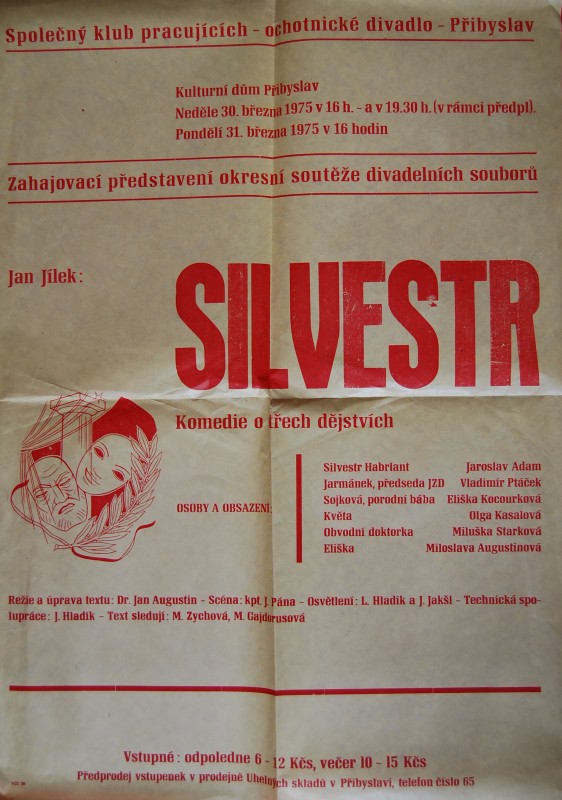 Společný klub pracujících - ochotnické divadlo - Přibyslav
Kulturní dům Přibyslav
Neděle 30. března 1975 v 16 h. - a v 19.30 h. (v rámci předpl).
Pondělí 31. března 1975 v 16 hodin
Zahajovací představení okresní soutěže divadelních souborů
Jan Jílek:
SILVESTR
Komedie o třech dějstvích
OSOBY A OBSAZENÍ:
Silvestr Habrlant Jaroslav Adam
Jarmánek, předseda JZD Vladimír Ptáček
Sojková, porodní bába Eliška Kocourková
Květa Olga Kasalová
Obvodní doktorka Miluška Starková
Eliška Miloslava Augustinová
Režie a úprava textu: Dr. Jan Augustin - Scéna: kpt. J. Pána - Osvětlení: L. Hladík a J. Jakšl - Technická spo-
lupráce: J. Hladík - Text sledují: M. Zychová, M. Gajdorusová
Vstupné: odpoledne 6 - 12 Kčs, večer 10 - 15 Kčs
Předprodej vstupenek v prodejně Uhelných skladů v Přibyslavi, telefon číslo 65